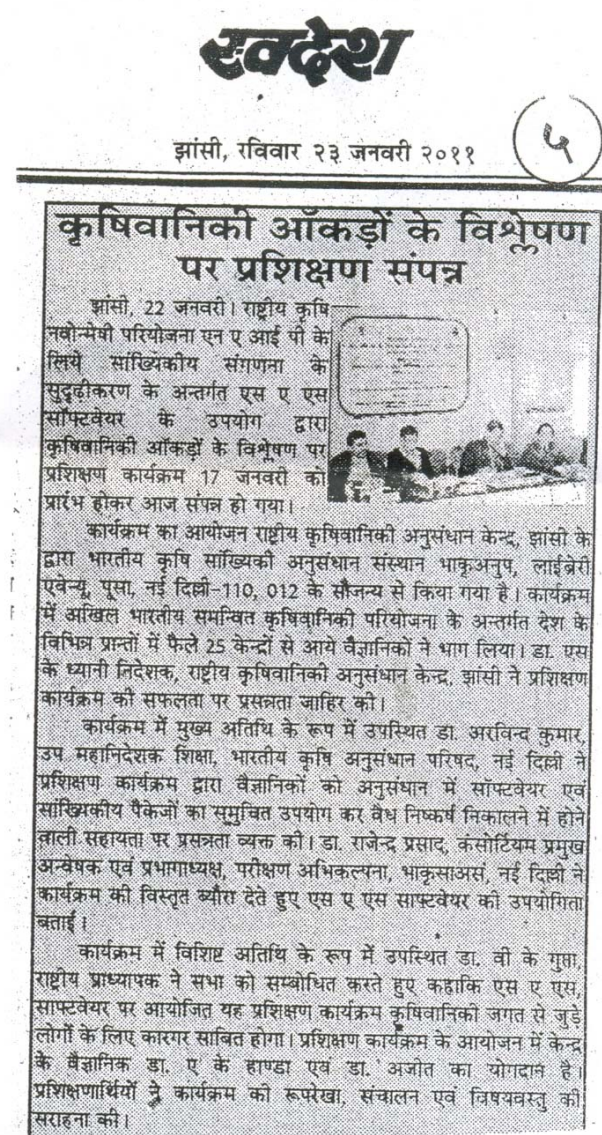 स्वदेश
झांसी, रविवार २३ जनवरी २०११
५
कृषिवानिकी आँकड़ों के विश्लेषण
पर प्रशिक्षण संपन्न
झांसी, 22 जनवरी। राष्ट्रीय कृषि
नवोन्मेषी परियोजना एन ए आई पी के
लिये सांख्यिकीय संगणना के
सुदृढ़ीकरण के अन्तर्गत एस ए एस
सॉफ्टवेयर के उपयोग द्वारा
कृषिवानिकी आँकड़ों के विश्लेषण पर
प्रशिक्षण कार्यक्रम 17 जनवरी को
प्रारंभ होकर आज संपन्न हो गया।
कार्यक्रम का आयोजन राष्ट्रीय कृषिवानिकी अनुसंधान केन्द्र, झांसी के
द्वारा भारतीय कृषि सांख्यिकी अनुसंधान संस्थान भाकृअनुप, लाईब्रेरी
एवेन्यू, पूसा, नई दिल्ली-110, 012 के सौजन्य से किया गया है। कार्यक्रम
में अखिल भारतीय समन्वित कृषिवानिकी परियोजना के अन्तर्गत देश के
विभिन्न प्रान्तों में फैले 25 केन्द्रों से आये वैज्ञानिकों ने भाग लिया। डा. एस
के ध्यानी निदेशक, राष्ट्रीय कृषिवानिकी अनुसंधान केन्द्र, झांसी ने प्रशिक्षण
कार्यक्रम की सफलता पर प्रसन्नता जाहिर की।
कार्यक्रम में मुख्य अतिथि के रूप में उपस्थित डा. अरविन्द कुमार,
उप महानिदेशक शिक्षा, भारतीय कृषि अनुसंधान परिषद, नई दिल्ली ने
प्रशिक्षण कार्यक्रम द्वारा वैज्ञानिकों को अनुसंधान में सॉफ्टवेयर एवं
सांख्यिकीय पैकेजों का समुचित उपयोग कर वैध निष्कर्ष निकालने में होने
वाली सहायता पर प्रसन्नता व्यक्त की। डा. राजेन्द्र प्रसाद, कंसोर्टियम प्रमुख
अन्वेषक एवं प्रभागाध्यक्ष, परीक्षण अभिकल्पना, भाकृसाअसं, नई दिल्ली ने
कार्यक्रम की विस्तृत ब्यौरा देते हुए एस ए एस साफ्टवेयर की उपयोगिता
बताई।
कार्यक्रम में विशिष्ट अतिथि के रूप में उपस्थित डा. वी के गुप्ता,
राष्ट्रीय प्राध्यापक ने सभा को सम्बोधित करते हुए कहाकि एस ए एस,
साफ्टवेयर पर आयोजित यह प्रशिक्षण कार्यक्रम कृषिवानिकी जगत से जुड़े
लोगों के लिए कारगर साबित होगा। प्रशिक्षण कार्यक्रम के आयोजन में केन्द्र
के वैज्ञानिक डा. ए के हाण्डा एवं डा. अजीत का योगदान है।
प्रशिक्षणार्थियों ने कार्यक्रम की रूपरेखा, संचालन एवं विषयवस्तु की
सराहना की।